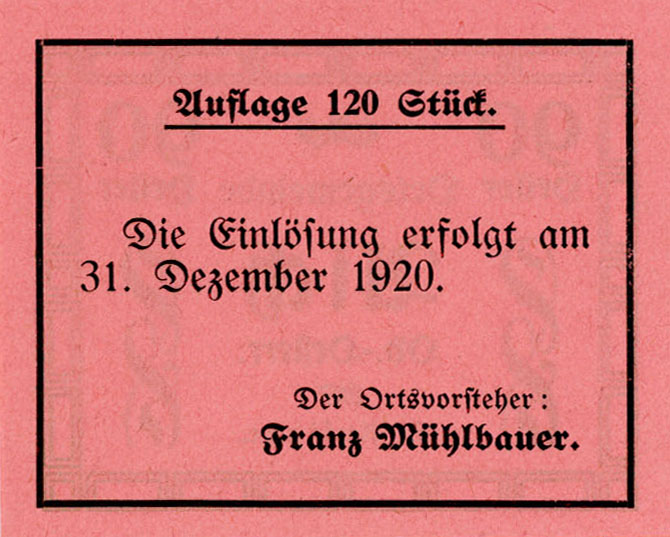 Auflage 120 Stück.
Die Einlösung erfolgt am
31. Dezember 1920.
Der Ortsvorsteher:
Franz Mühlbauer.